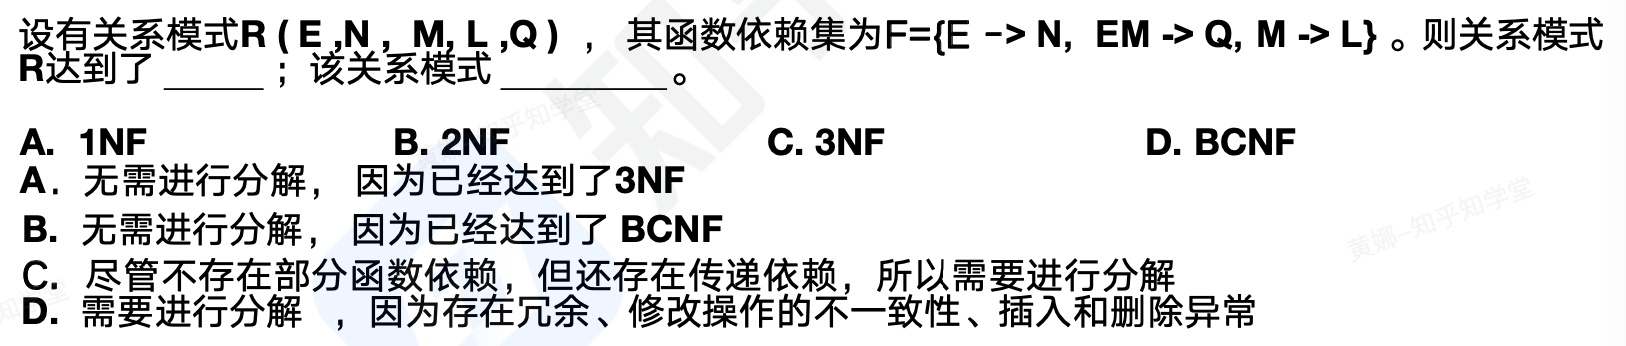 设有关系模式R ( E ,N , M, L ,Q ) , 其函数依赖集为F={E -> N, EM -> Q, M -> L} 。则关系模式
R达到了 _____ ; 该关系模式 ________ 。
A. 1NF B. 2NF C. 3NF D. BCNF
A. 无需进行分解, 因为已经达到了3NF
B. 无需进行分解, 因为已经达到了 BCNF
C. 尽管不存在部分函数依赖, 但还存在传递依赖, 所以需要进行分解
D. 需要进行分解 , 因为存在冗余、修改操作的不一致性、插入和删除异常
黄娜-知乎知学堂